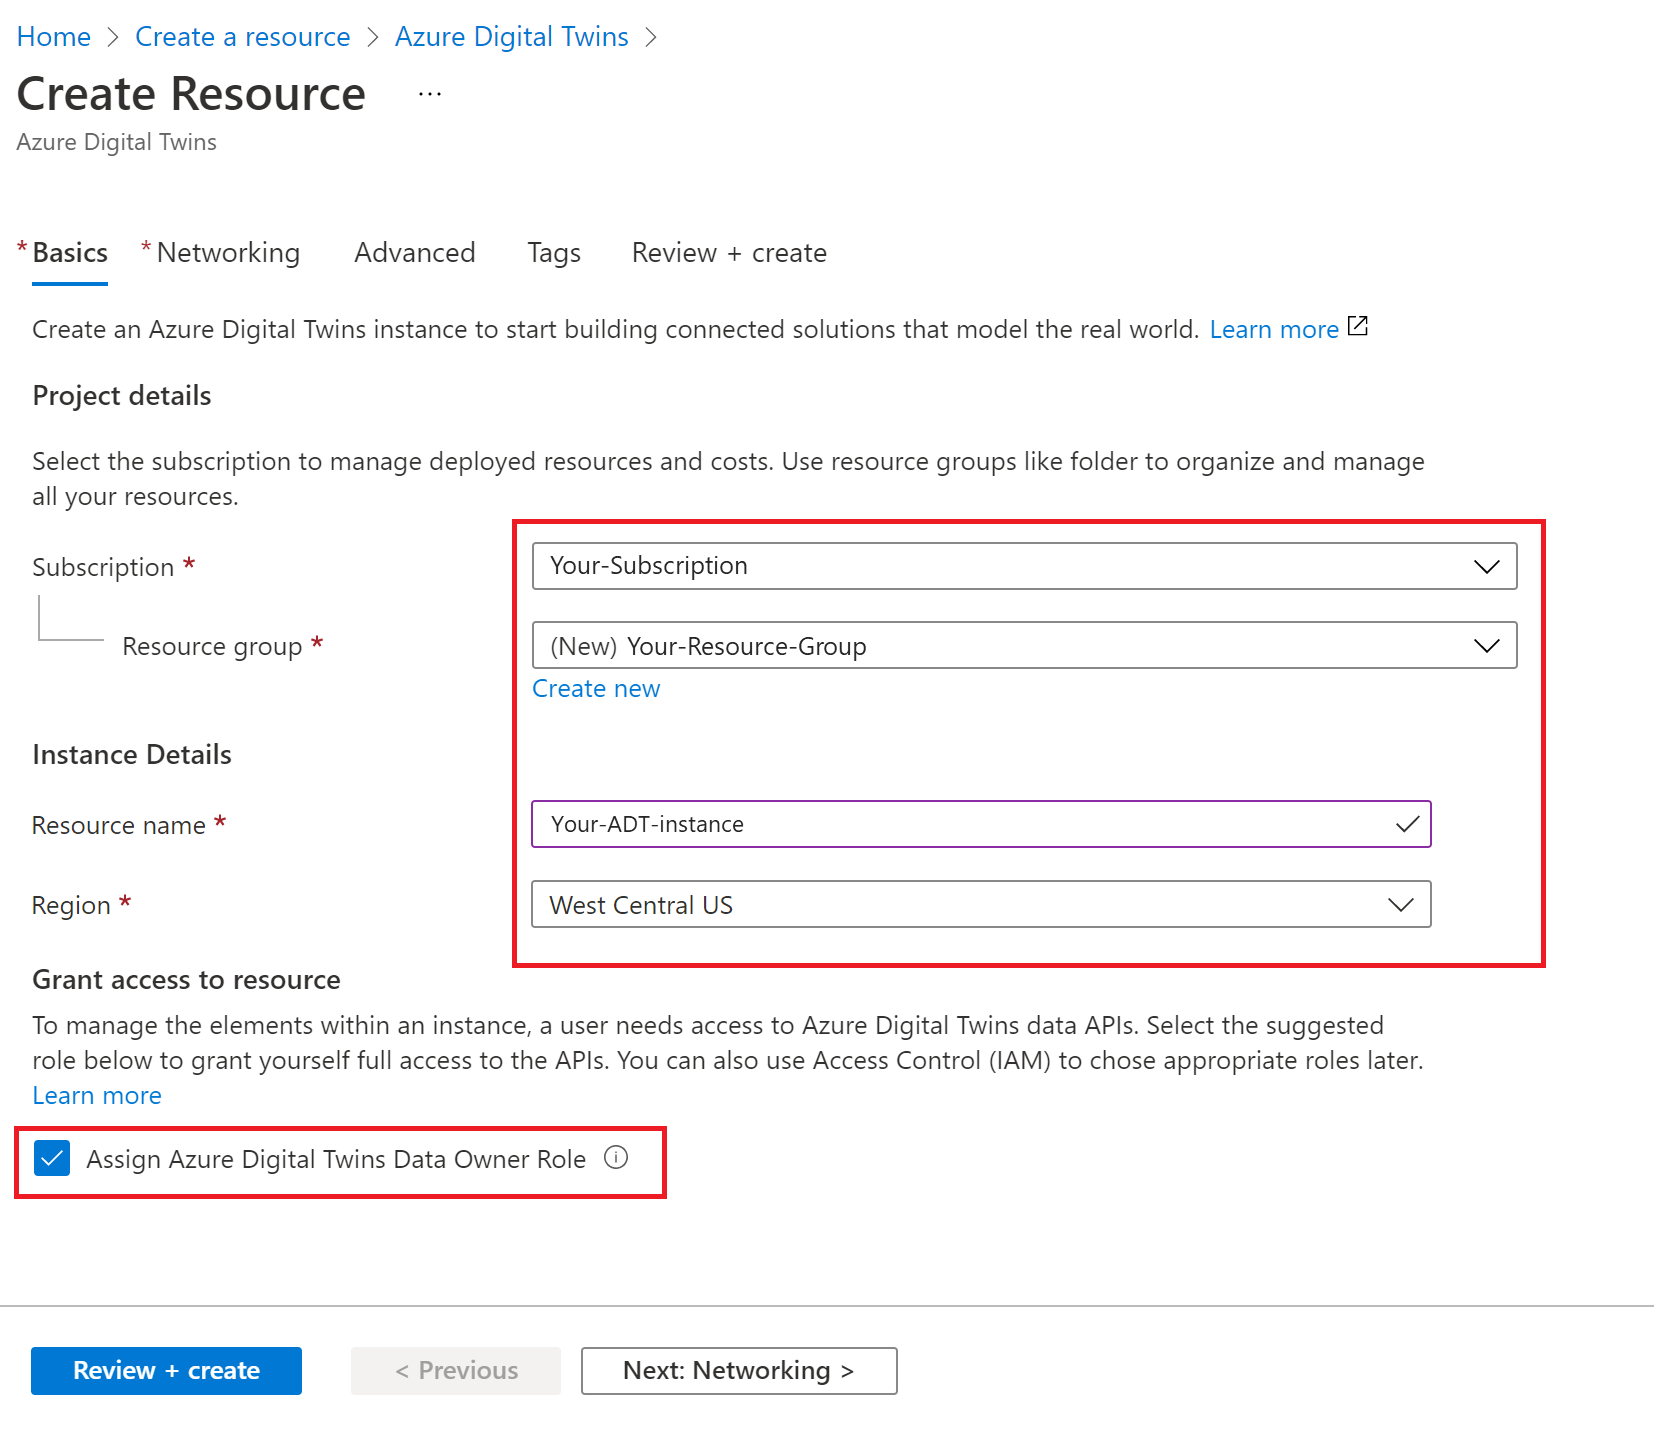 Home > Create a resource > Azure Digital Twins >
Create Resource ...
Azure Digital Twins
* Basics * Networking Advanced Tags Review + create
Create an Azure Digital Twins instance to start building connected solutions that model the real world. Learn more
Project details
Select the subscription to manage deployed resources and costs. Use resource groups like folder to organize and manage
all your resources.
Subscription * Your-Subscription
Resource group * (New) Your-Resource-Group
Create new
Instance Details
Resource name * Your-ADT-instance
Region * West Central US
Grant access to resource
To manage the elements within an instance, a user needs access to Azure Digital Twins data APIs. Select the suggested
role below to grant yourself full access to the APIs. You can also use Access Control (IAM) to chose appropriate roles later.
Learn more
Assign Azure Digital Twins Data Owner Role
Review + create < Previous Next: Networking >